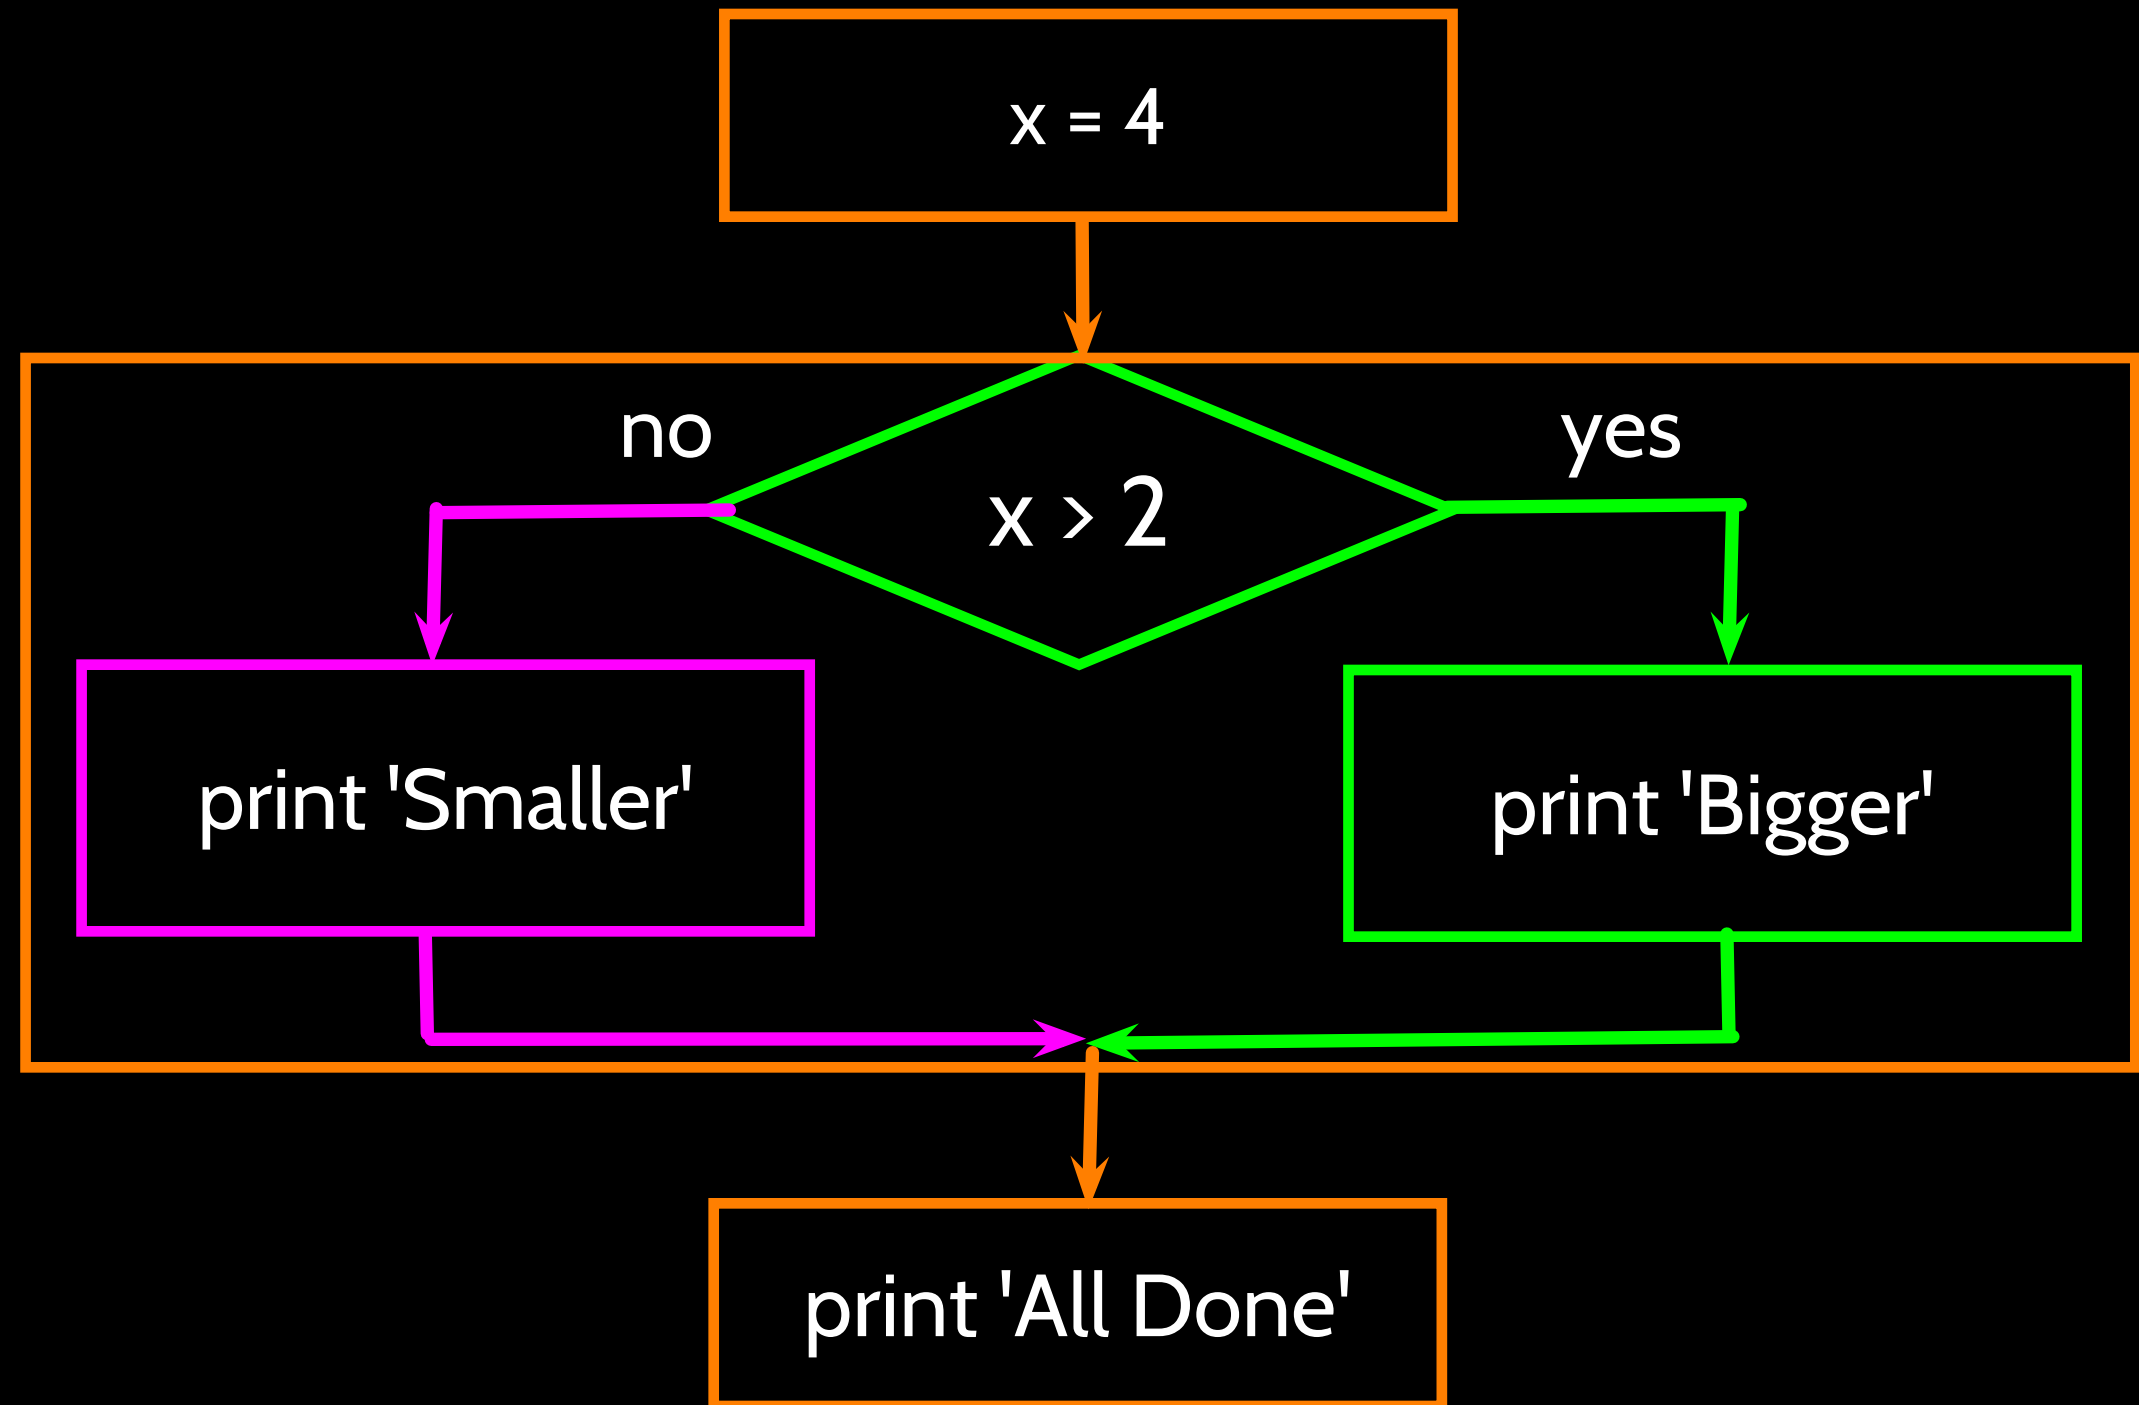 x = 4
no
yes
x > 2
print 'Smaller'
print 'Bigger'
print 'All Done'